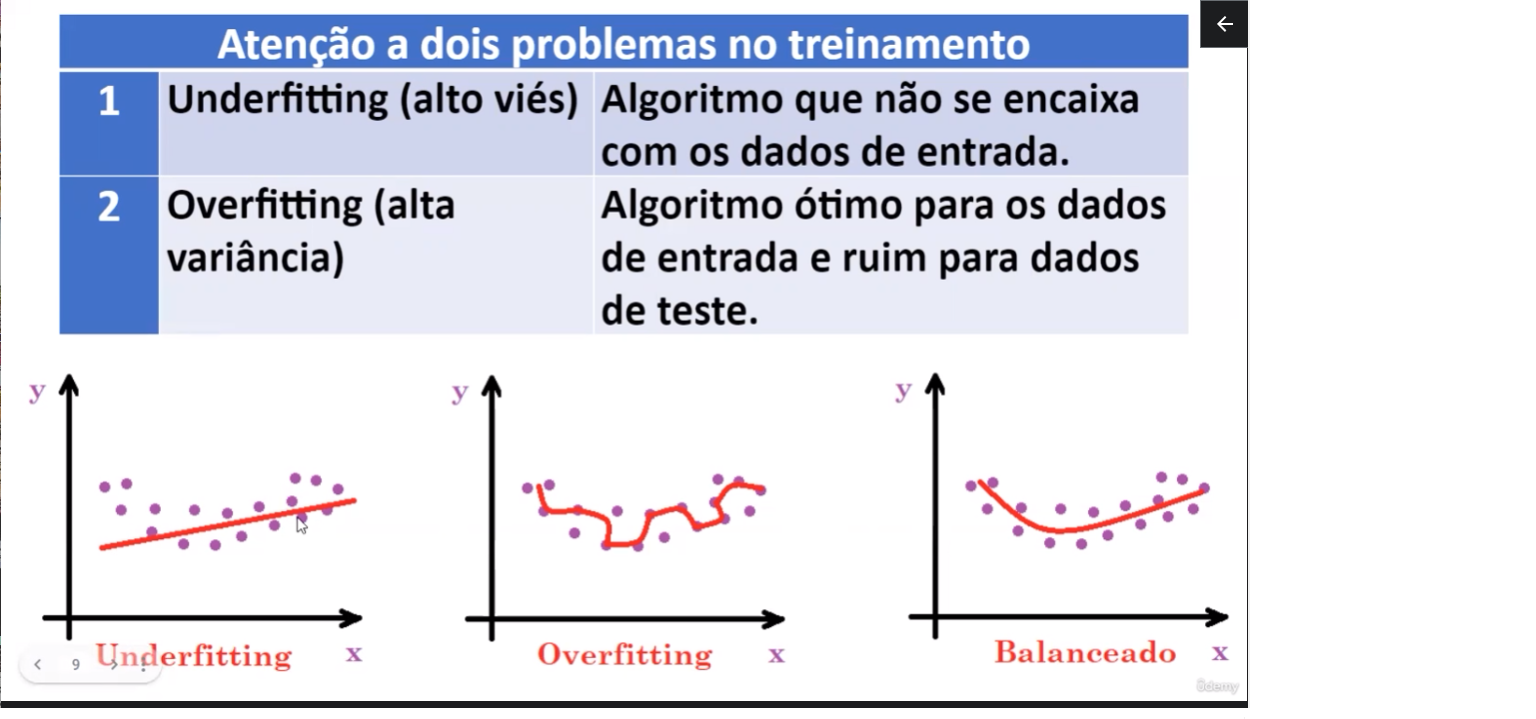 Atenção a dois problemas no treinamento
1
Underfitting (alto viés)
Algoritmo que não se encaixa
com os dados de entrada.
2
Overfitting (alta
variância)
Algoritmo ótimo para os dados
de entrada e ruim para dados
de teste.
y
y
y
Underfitting
x
Overfitting
x
Balanceado
x
9
ûdemy